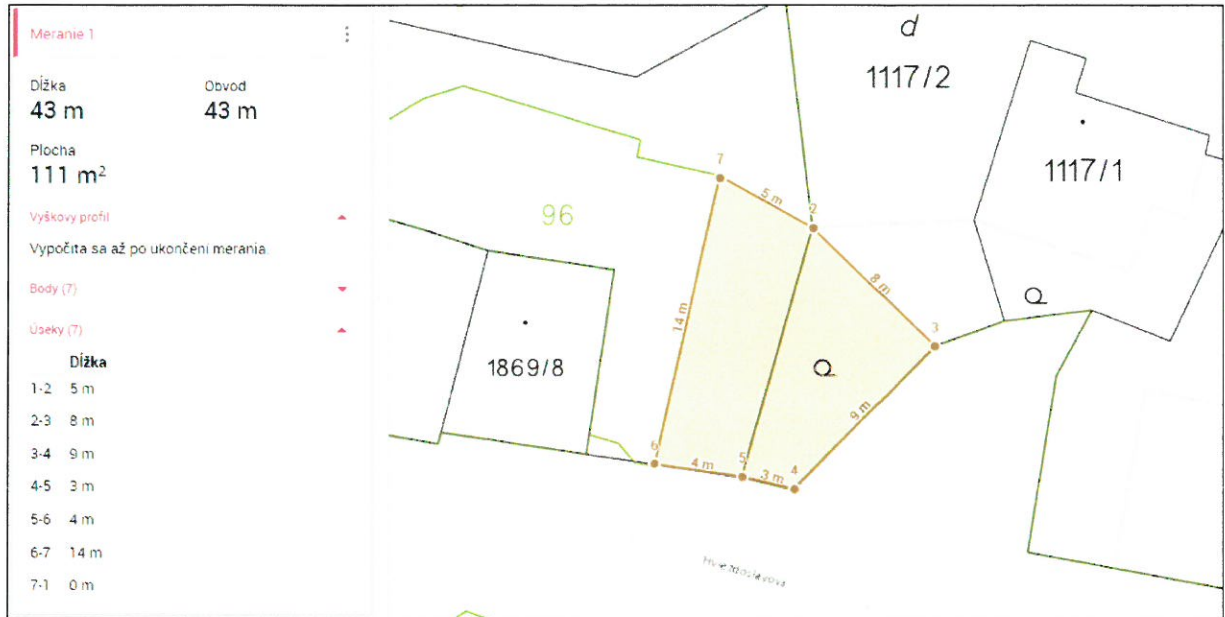 Meranie 1
Dĺžka Obvod
43 m 43 m
Plocha
111 m²
Vyškovy profil
Vypočita sa až po ukončeni merania.
Body (7)
Úseky (7)
Dĺžka
1-2 5 m
2-3 8 m
3-4 9 m
4-5 3 m
5-6 4 m
6-7 14 m
7-1 0 m
d
1117/2
1117/1
7
5 m
2
96
8 m
14 m
3
1869/8
9 m
6
4 m
5
3 m
4